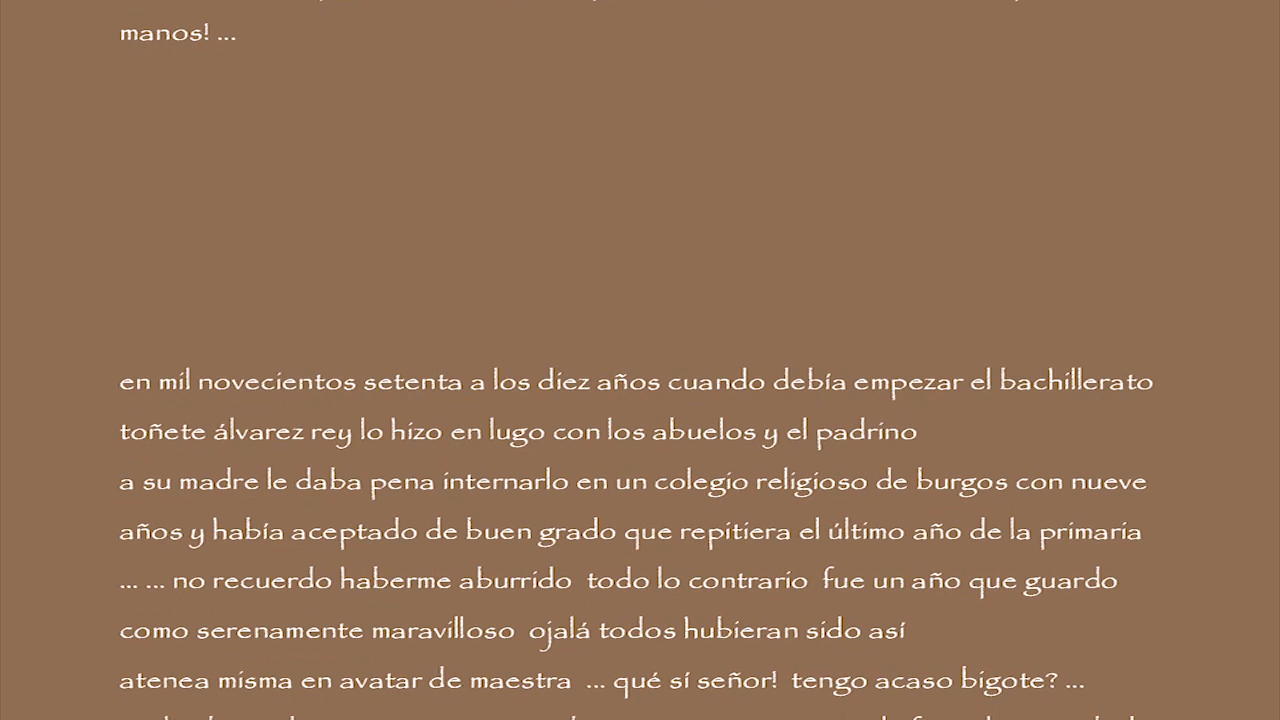 manos! ...
en mil novecientos setenta a los diez años cuando debía empezar el bachillerato
toñete álvarez rey lo hizo en lugo con los abuelos y el padrino
a su madre le daba pena internarlo en un colegio religioso de burgos con nueve
años y había aceptado de buen grado que repitiera el último año de la primaria
... ... no recuerdo haberme aburrido  todo lo contrario  fue un año que guardo
como serenamente maravilloso  ojalá todos hubieran sido así
atenea misma en avatar de maestra  ... qué sí señor!  tengo acaso bigote? ...